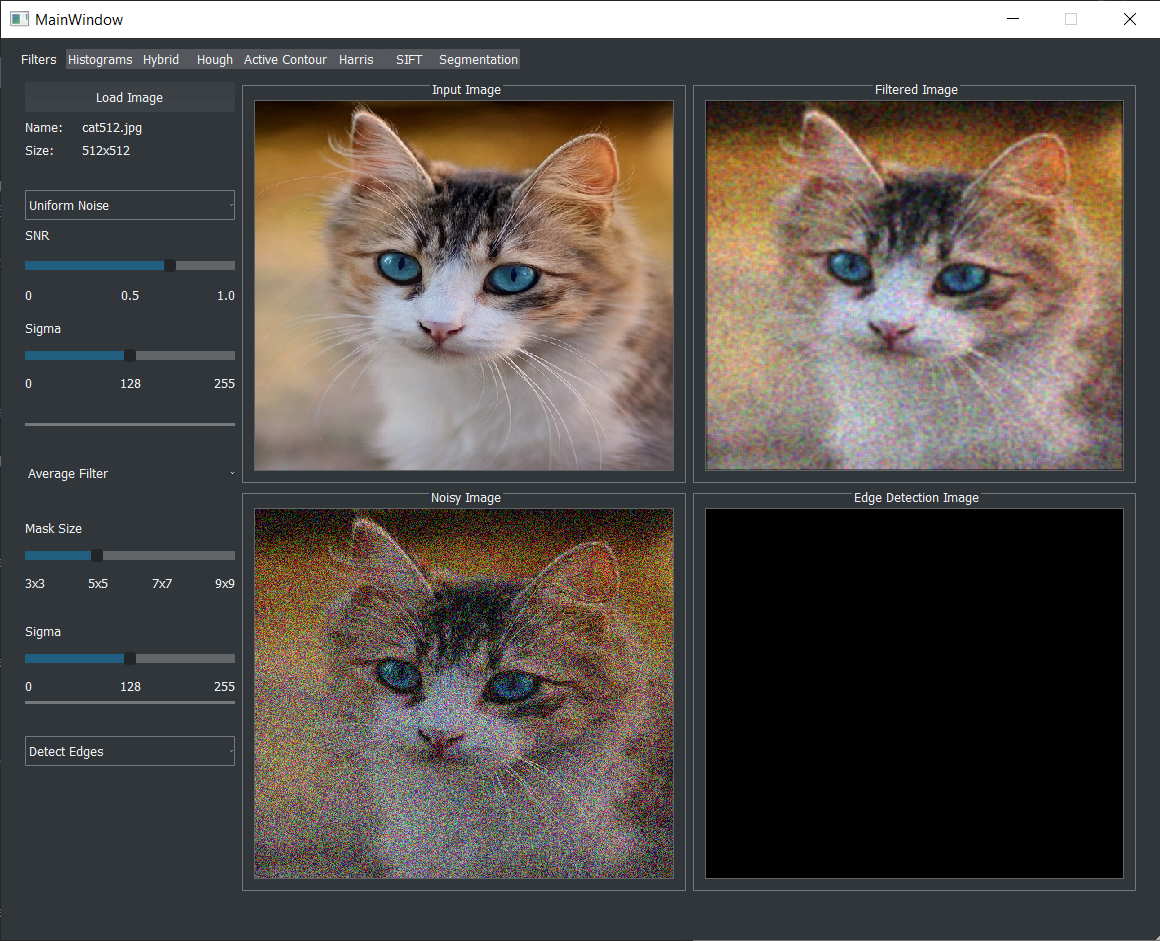 MainWindow
Filters Histograms Hybrid Hough Active Contour Harris SIFT Segmentation
Load Image
Name: cat512.jpg
Size: 512x512
Uniform Noise
SNR
0 0.5 1.0
Sigma
0 128 255
Average Filter
Mask Size
3x3 5x5 7x7 9x9
Sigma
0 128 255
Detect Edges
Input Image
Filtered Image
Noisy Image
Edge Detection Image